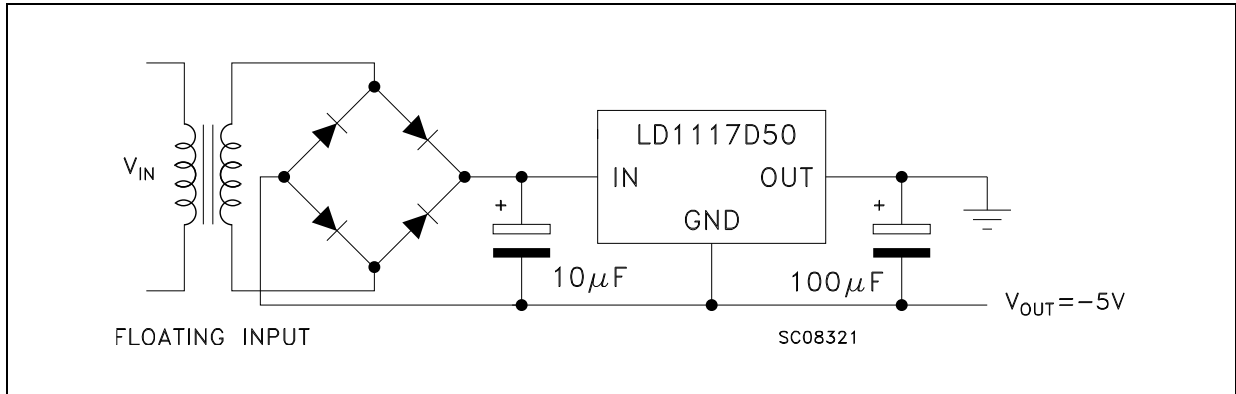 LD1117D50
V_IN
IN
OUT
+
+
GND
10μF
100μF
V_OUT=-5V
FLOATING INPUT
SC08321